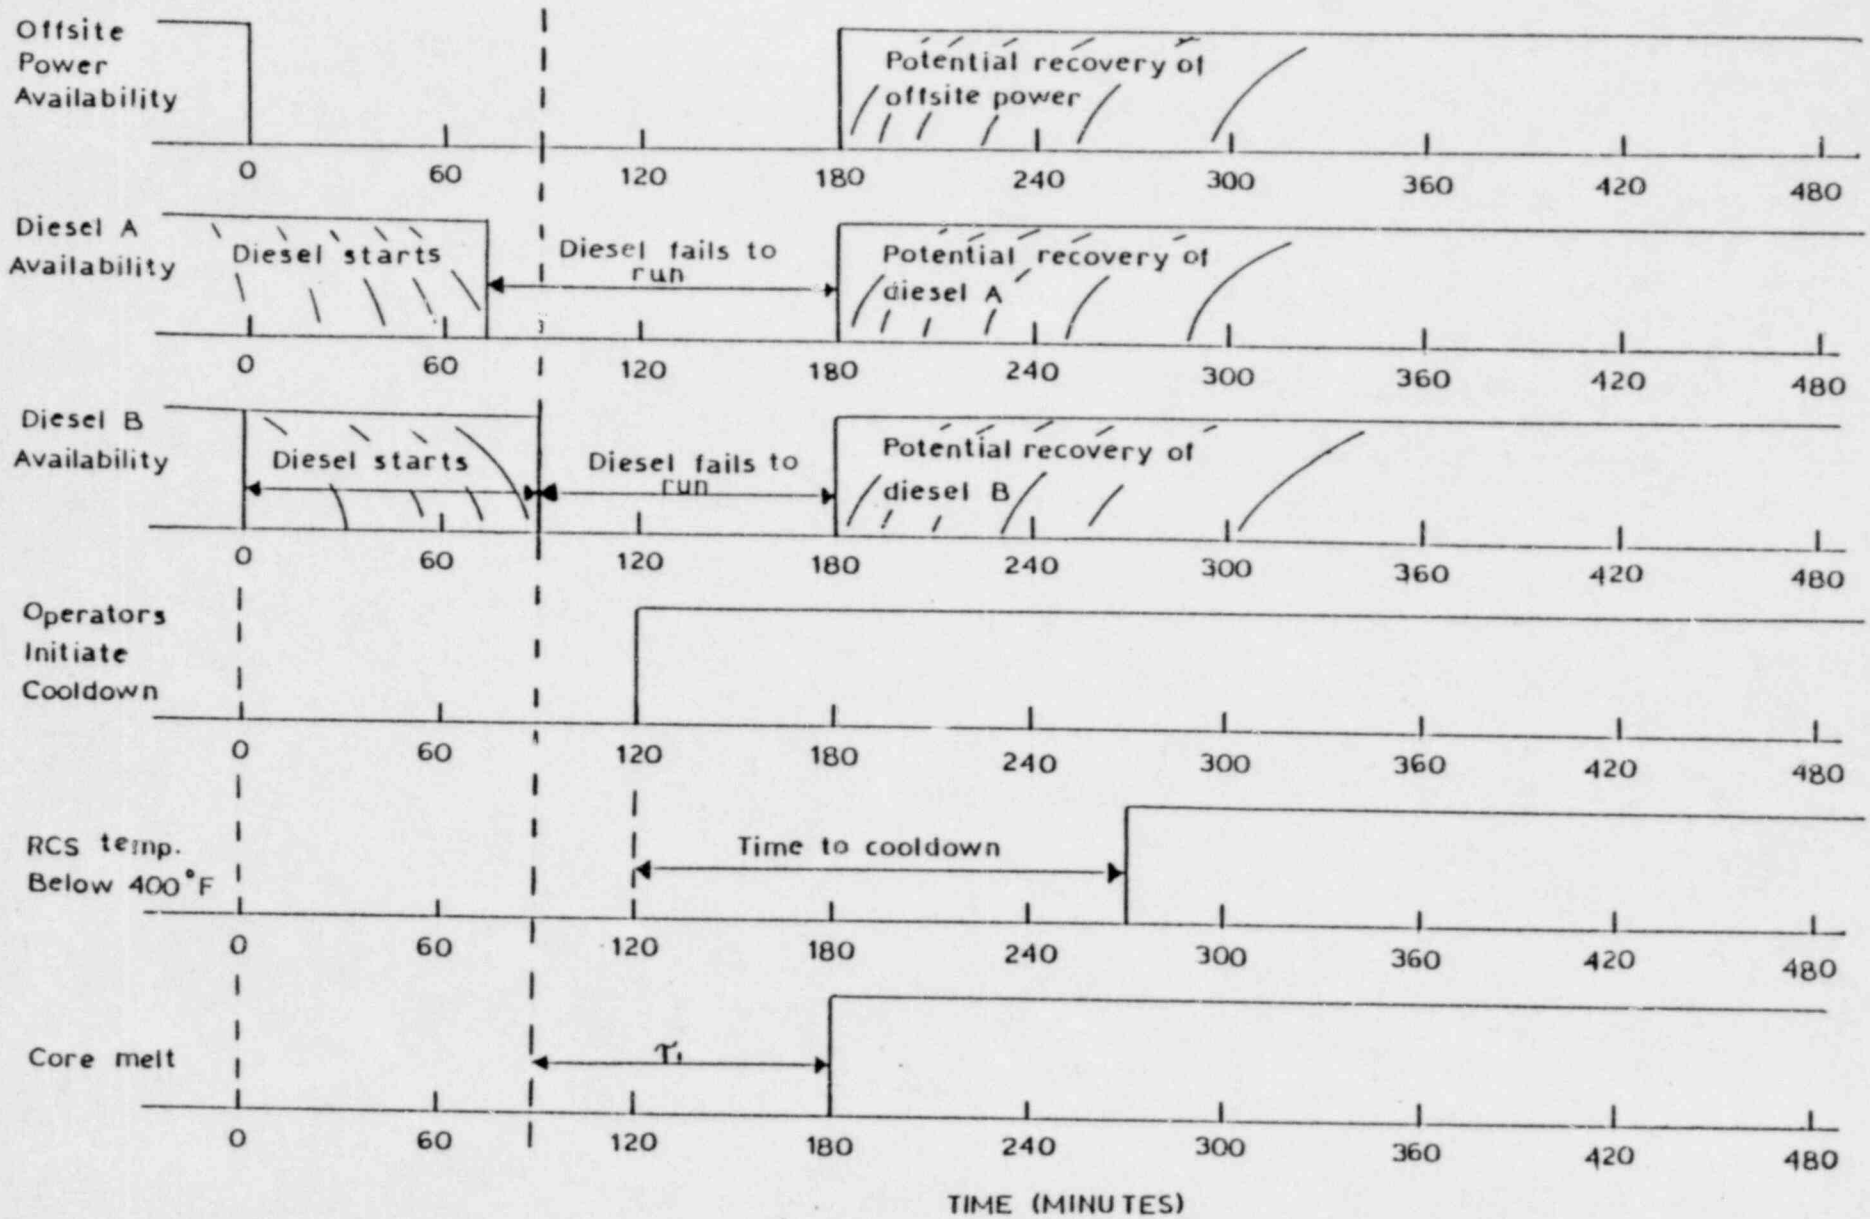 Offsite
Power
Availability
Potential recovery of
offsite power
0 60 120 180 240 300 360 420 480
Diesel A
Availability
Diesel starts
Diesel fails to
run
Potential recovery of
diesel A
0 60 120 180 240 300 360 420 480
Diesel B
Availability
Diesel starts
Diesel fails to
run
Potential recovery of
diesel B
0 60 120 180 240 300 360 420 480
Operators
Initiate
Cooldown
0 60 120 180 240 300 360 420 480
RCS temp.
Below 400°F
Time to cooldown
0 60 120 180 240 300 360 420 480
Core melt
τ₁
0 60 120 180 240 300 360 420 480
TIME (MINUTES)